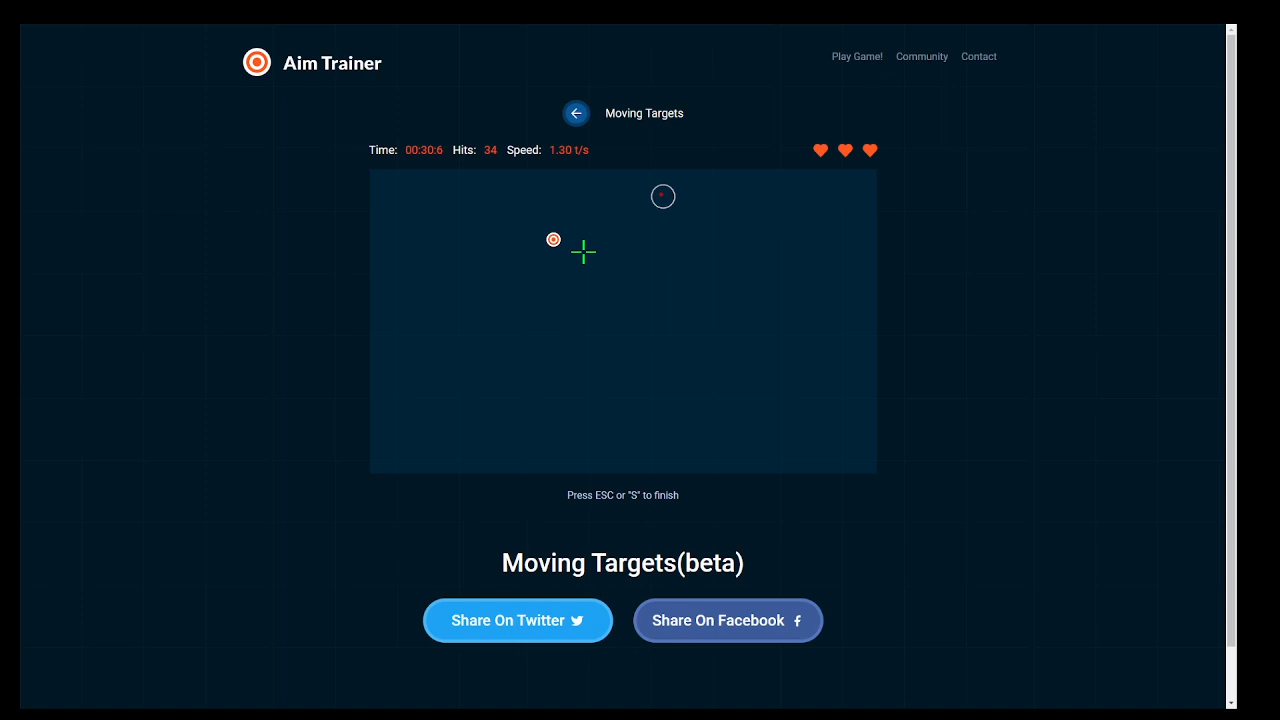 Aim Trainer
Play Game! Community Contact
Moving Targets
Time: 00:30:6 Hits: 34 Speed: 1.30 t/s
Press ESC or "S" to finish
Moving Targets(beta)
Share On Twitter
Share On Facebook